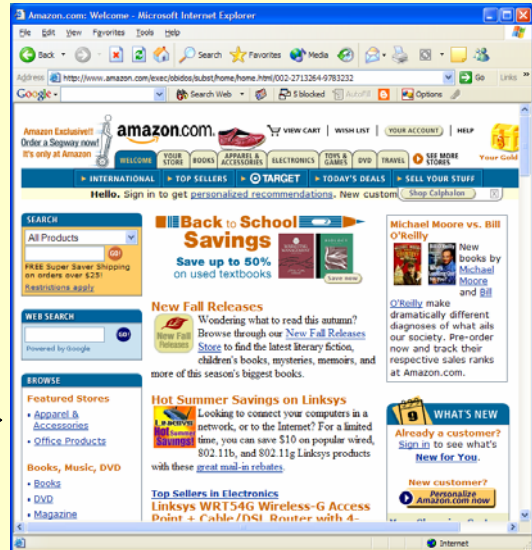 Amazon.com: Welcome - Microsoft Internet Explorer
File Edit View Favorites Tools Help
Back Search Favorites Media
Address http://www.amazon.com/exec/obidos/subst/home/home.html/002-2713264-9783232 Go Links »
Google - Search Web 5 blocked AutoFill Options
Amazon Exclusive!!
Order a Segway now!
It's only at Amazon
amazon.com.
VIEW CART | WISH LIST | YOUR ACCOUNT | HELP
WELCOME YOUR STORE BOOKS APPAREL & ACCESSORIES ELECTRONICS TOYS & GAMES DVD TRAVEL SEE MORE STORES
Your Gold
INTERNATIONAL TOP SELLERS TARGET TODAY'S DEALS SELL YOUR STUFF
Hello. Sign in to get personalized recommendations. New custom Shop Calphalon
SEARCH
All Products
GO!
FREE Super Saver Shipping
on orders over $25!
Restrictions apply
WEB SEARCH
GO!
Powered by Google
BROWSE
Featured Stores
• Apparel &
Accessories
• Office Products
Books, Music, DVD
• Books
• DVD
• Magazine
Back to School
Savings
Save up to 50%
on used textbooks
Save now
New Fall Releases
New Fall
Releases
Wondering what to read this autumn?
Browse through our New Fall Releases
Store to find the latest literary fiction,
children's books, mysteries, memoirs, and
more of this season's biggest books.
Hot Summer Savings on Linksys
LINKSYS
Hot Summer
Savings!
Looking to connect your computers in a
network, or to the Internet? For a limited
time, you can save $10 on popular wired,
802.11b, and 802.11g Linksys products
with these great mail-in rebates.
Top Sellers in Electronics
Linksys WRT54G Wireless-G Access
Point + Cable/DSL Router with 4-
Michael Moore vs. Bill
O'Reilly
New
books by
Michael
Moore
and Bill
O'Reilly make
dramatically different
diagnoses of what ails
our society. Pre-order
now and track their
respective sales ranks
at Amazon.com.
9
WHAT'S NEW
Already a customer?
Sign in to see what's
New for You.
New customer?
Personalize
Amazon.com now
Internet